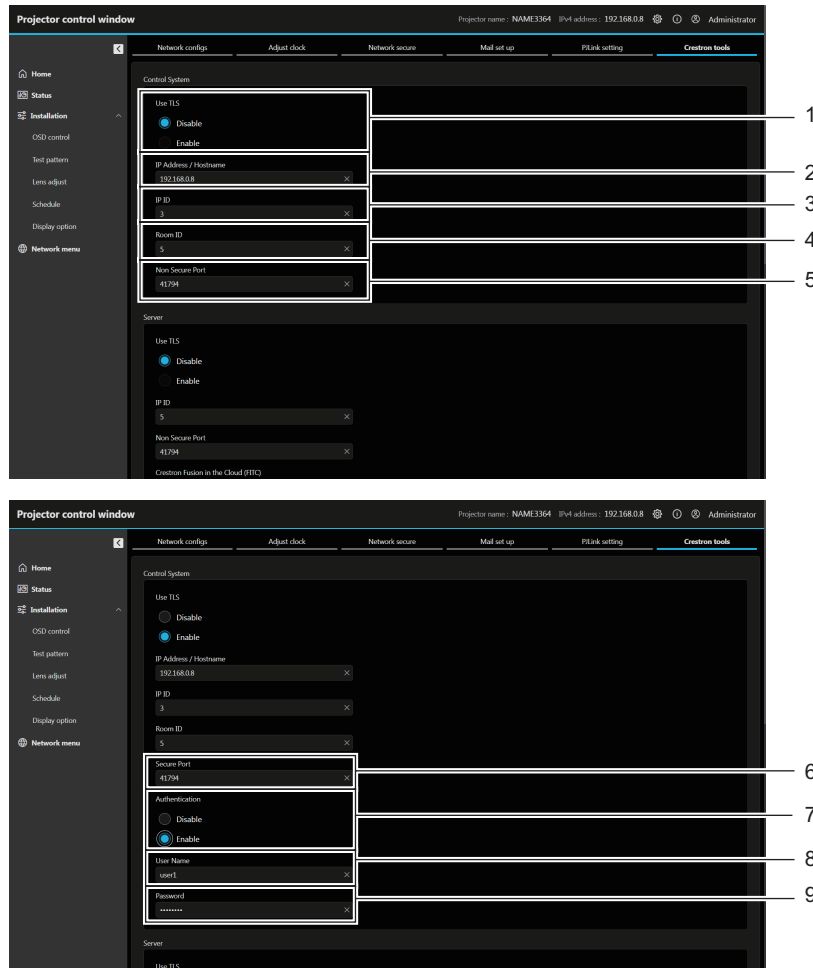 Projector control window
Projector name : NAME3364 IPv4 address : 192.168.0.8 Administrator
Network configs Adjust clock Network secure Mail set up PJLink setting Crestron tools
Home
Status
Installation
OSD control
Test pattern
Lens adjust
Schedule
Display option
Network menu
Control System
Use TLS
Disable
Enable
1
IP Address / Hostname
192.168.0.8
2
IP ID
3
3
Room ID
5
4
Non Secure Port
41794
5
Server
Use TLS
Disable
Enable
IP ID
5
Non Secure Port
41794
Crestron Fusion in the Cloud (FITC)
Projector control window
Projector name : NAME3364 IPv4 address : 192.168.0.8 Administrator
Network configs Adjust clock Network secure Mail set up PJLink setting Crestron tools
Home
Status
Installation
OSD control
Test pattern
Lens adjust
Schedule
Display option
Network menu
Control System
Use TLS
Disable
Enable
IP Address / Hostname
192.168.0.8
IP ID
3
Room ID
5
Secure Port
41794
6
Authentication
Disable
Enable
7
User Name
user1
8
Password
••••••••
9
Server
Use TLS